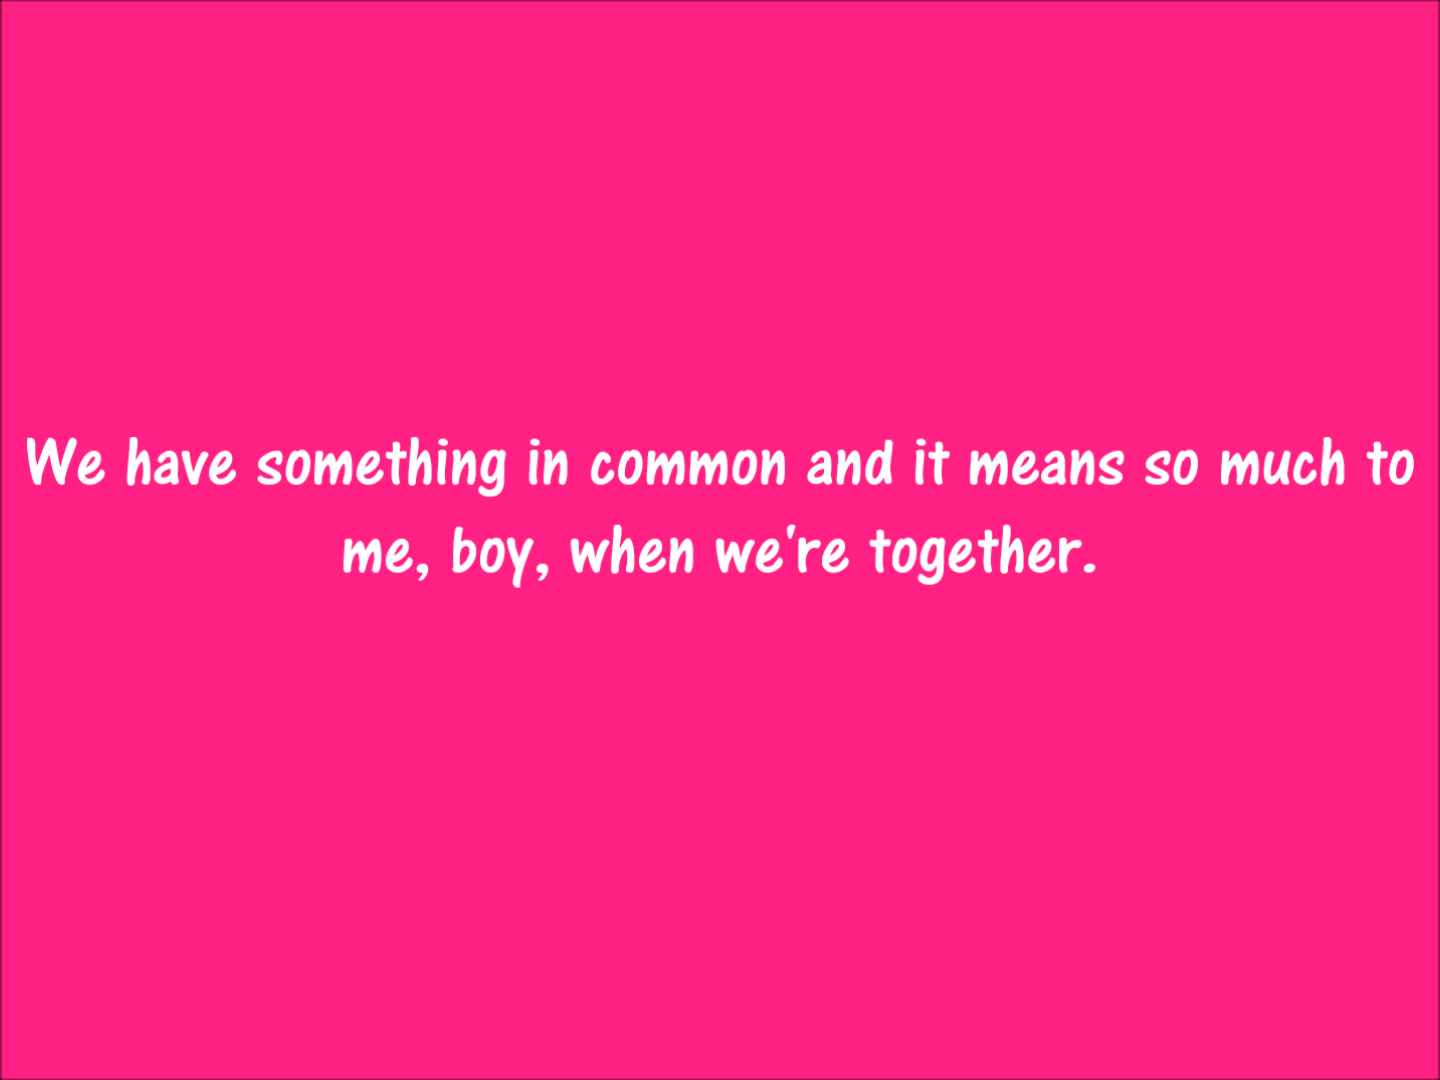 We have something in common and it means so much to
me, boy, when we're together.